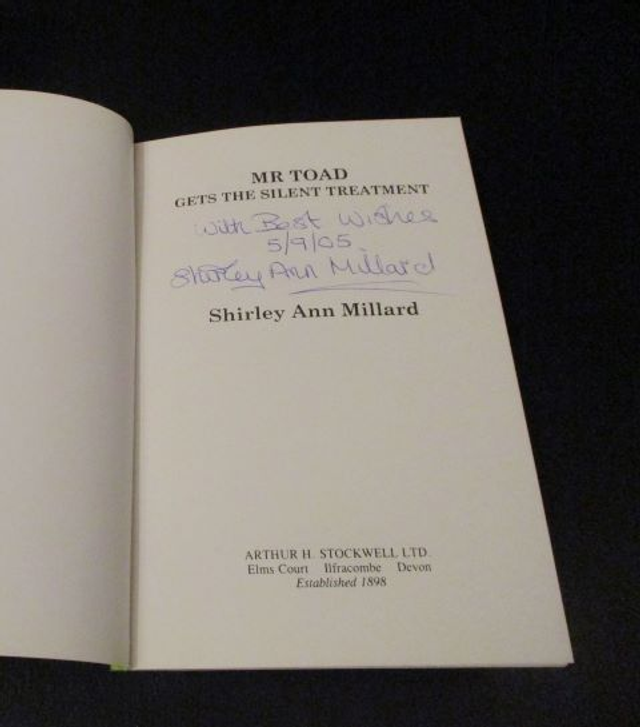 MR TOAD
GETS THE SILENT TREATMENT
With Best Wishes
5/9/05
Shirley Ann Millard
Shirley Ann Millard
ARTHUR H. STOCKWELL LTD.
Elms Court Ilfracombe Devon
Established 1898